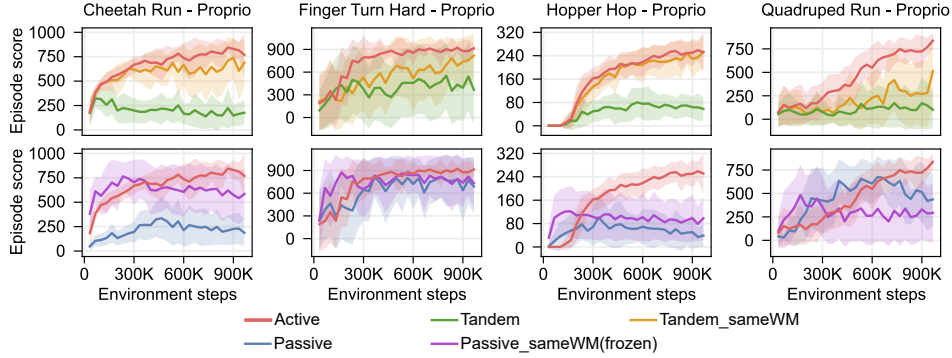 Cheetah Run - Proprio
Finger Turn Hard - Proprio
Hopper Hop - Proprio
Quadruped Run - Proprio
Episode score
1000
750
500
250
0
900
600
300
0
320
240
160
80
0
750
500
250
0
Episode score
1000
750
500
250
0
900
600
300
0
320
240
160
80
0
750
500
250
0
0 300K 600K 900K
0 300K 600K 900K
0 300K 600K 900K
0 300K 600K 900K
Environment steps
Environment steps
Environment steps
Environment steps
Active
Tandem
Tandem_sameWM
Passive
Passive_sameWM(frozen)